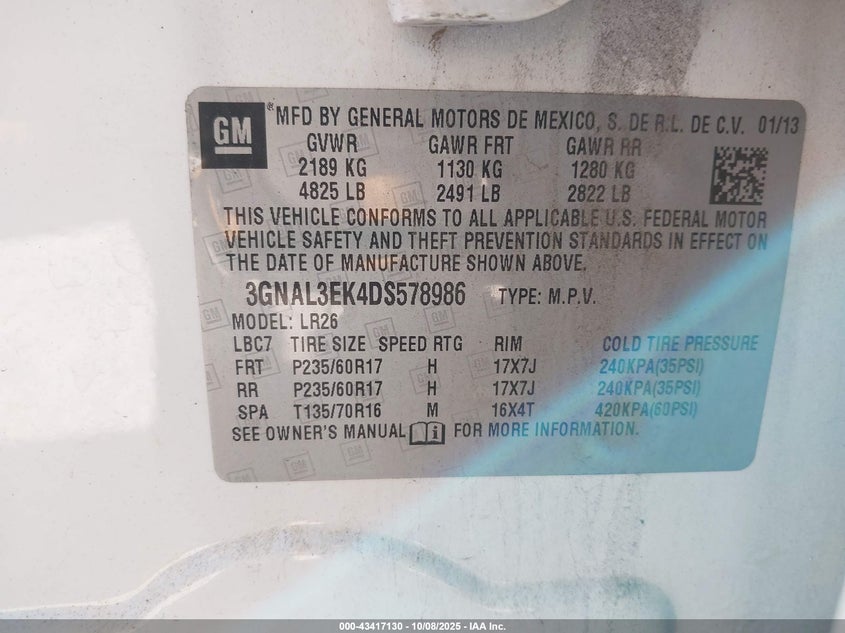 GM ® MFD BY GENERAL MOTORS DE MEXICO, S. DE R.L. DE C.V. 01/13
GVWR GAWR FRT GAWR RR
2189 KG 1130 KG 1280 KG
4825 LB 2491 LB 2822 LB
THIS VEHICLE CONFORMS TO ALL APPLICABLE U.S. FEDERAL MOTOR
VEHICLE SAFETY AND THEFT PREVENTION STANDARDS IN EFFECT ON
THE DATE OF MANUFACTURE SHOWN ABOVE.
3GNAL3EK4DS578986 TYPE: M.P.V.
MODEL: LR26
LBC7 TIRE SIZE SPEED RTG RIM COLD TIRE PRESSURE
FRT P235/60R17 H 17X7J 240KPA(35PSI)
RR P235/60R17 H 17X7J 240KPA(35PSI)
SPA T135/70R16 M 16X4T 420KPA(60PSI)
SEE OWNER'S MANUAL FOR MORE INFORMATION.
000-43417130 - 10/08/2025 - IAA Inc.